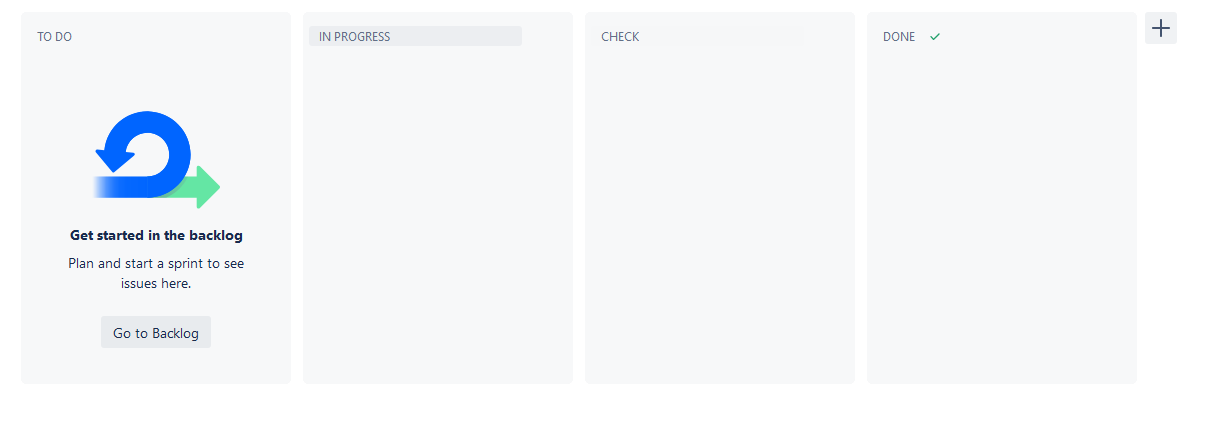 TO DO
IN PROGRESS
CHECK
DONE
Get started in the backlog
Plan and start a sprint to see
issues here.
Go to Backlog